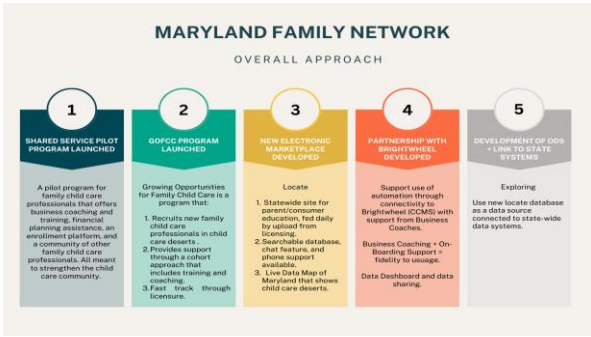 MARYLAND FAMILY NETWORK
OVERALL APPROACH
1
SHARED SERVICE PILOT
PROGRAM LAUNCHED
A pilot program for
family child care
professionals that offers
business coaching and
training, financial
planning assistance, an
enrollment platform, and
a community of other
family child care
professionals. All meant
to strengthen the child
care community.
2
GOFCC PROGRAM
LAUNCHED
Growing Opportunities
for Family Child Care is a
program that:
1. Recruits new family
child care
professionals in child
care deserts .
2. Provides support
through a cohort
approach that
includes training and
coaching.
3. Fast track through
licensure.
3
NEW ELECTRONIC
MARKETPLACE
DEVELOPED
Locate
1. Statewide site for
parent/consumer
education, fed daily
by upload from
licensing.
2. Searchable database,
chat feature, and
phone support
available.
3. Live Data Map of
Maryland that shows
child care deserts.
4
PARTNERSHIP WITH
BRIGHTWHEEL
DEVELOPED
Support use of
automation through
connectivity to
Brightwheel (CCMS) with
support from Business
Coaches.
Business Coaching + On-
Boarding Support =
fidelity to usuage.
Data Dashboard and data
sharing.
5
DEVELOPMENT OF ODS
+ LINK TO STATE
SYSTEMS
Exploring
Use new locate database
as a data source
connected to state-wide
data systems.